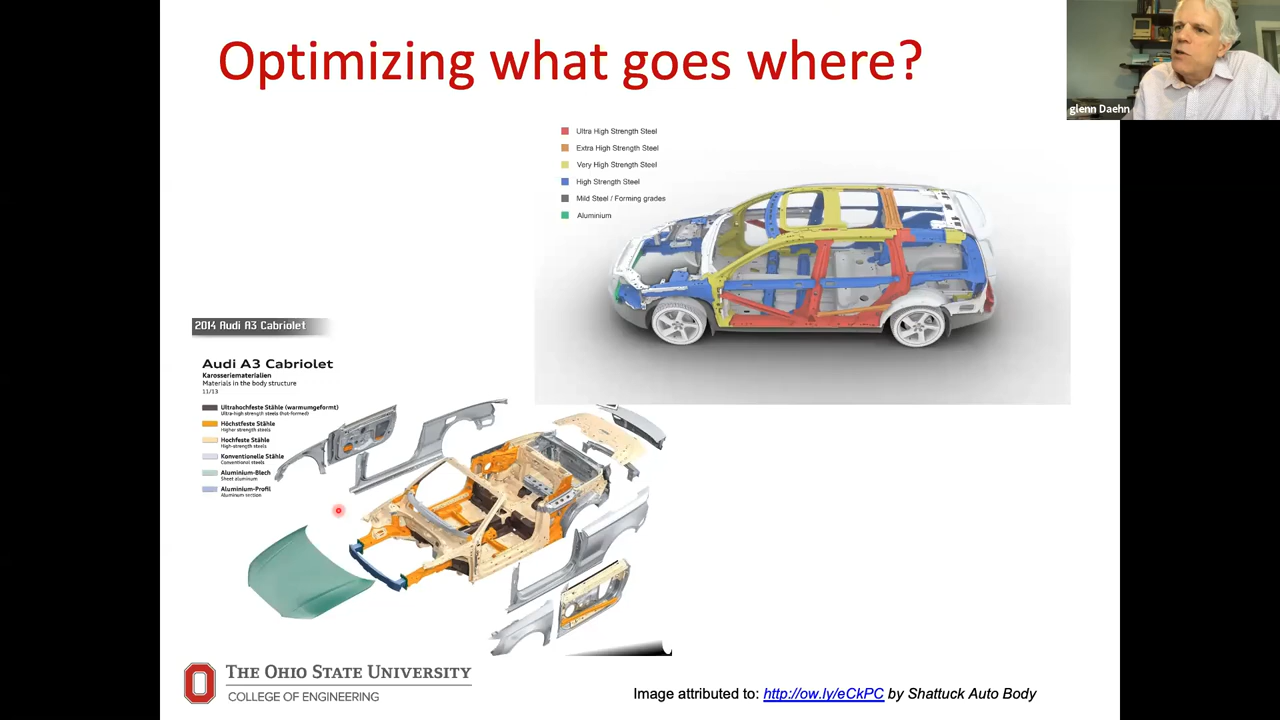 Optimizing what goes where?
glenn Daehn
Ultra High Strength Steel
Extra High Strength Steel
Very High Strength Steel
High Strength Steel
Mild Steel / Forming grades
Aluminium
2014 Audi A3 Cabriolet
Audi A3 Cabriolet
Karosseriematerialien
Materials in the body structure
11/13
Ultrahochfeste Stähle (warmumgeformt)
Ultra-high strength steels (hot-formed)
Höchstfeste Stähle
Higher strength steels
Hochfeste Stähle
High-strength steels
Konventionelle Stähle
Conventional steels
Aluminium-Blech
Sheet aluminum
Aluminium-Profil
Aluminum section
THE OHIO STATE UNIVERSITY
COLLEGE OF ENGINEERING
Image attributed to: http://ow.ly/eCkPC by Shattuck Auto Body